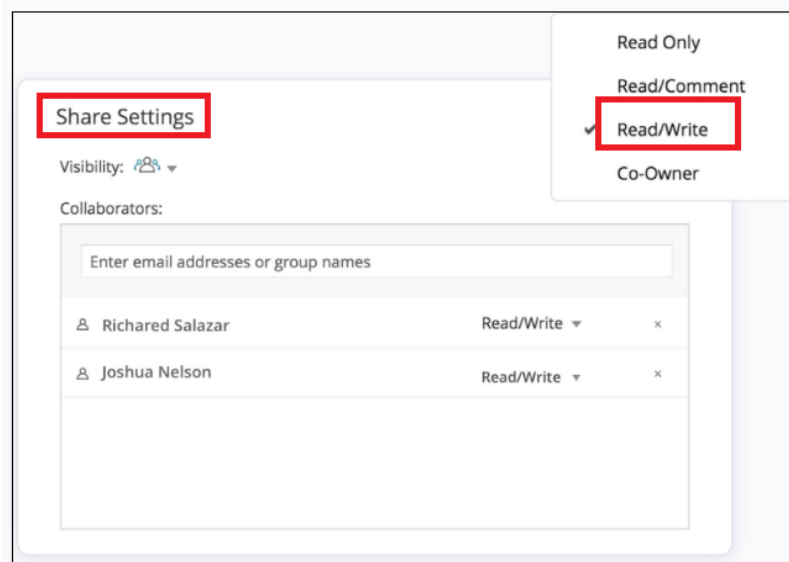 Read Only
Read/Comment
Read/Write
Co-Owner
Share Settings
Visibility:
Collaborators:
Enter email addresses or group names
Richared Salazar Read/Write ×
Joshua Nelson Read/Write ×